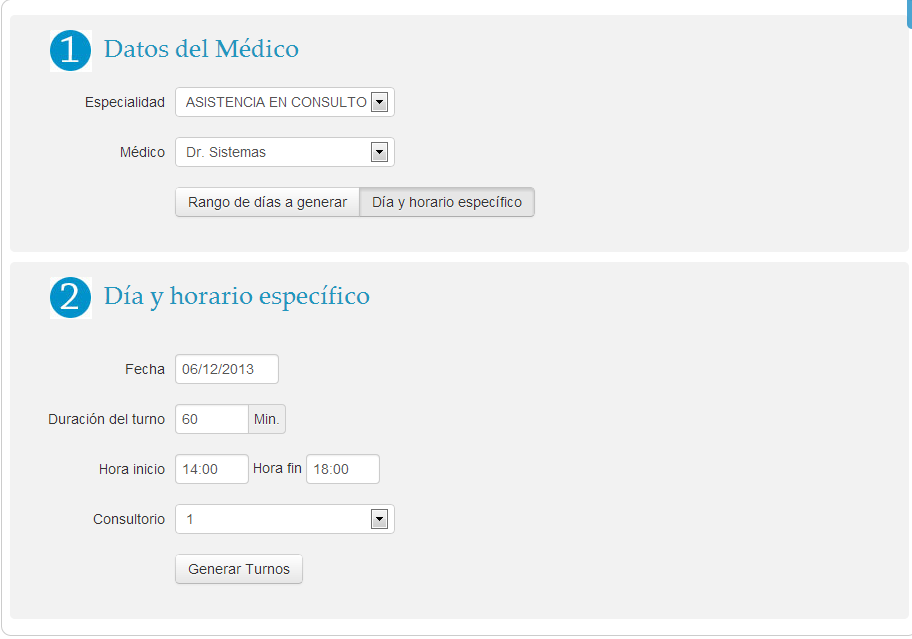 1 Datos del Médico
Especialidad ASISTENCIA EN CONSULTO
Médico Dr. Sistemas
Rango de días a generar Día y horario específico
2 Día y horario específico
Fecha 06/12/2013
Duración del turno 60 Min.
Hora inicio 14:00 Hora fin 18:00
Consultorio 1
Generar Turnos